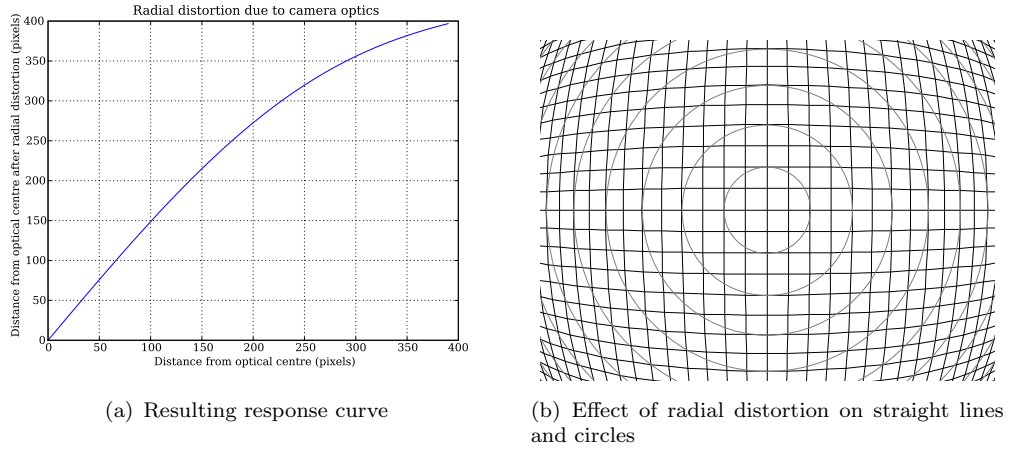 Radial distortion due to camera optics
Distance from optical centre after radial distortion (pixels)
400
350
300
250
200
150
100
50
0
0 50 100 150 200 250 300 350 400
Distance from optical centre (pixels)
(a) Resulting response curve
(b) Effect of radial distortion on straight lines
and circles